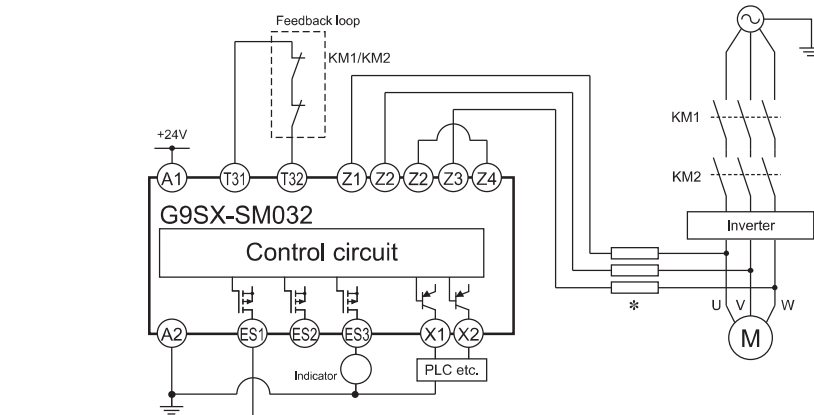 Feedback loop
KM1/KM2
+24V
A1 T31 T32 Z1 Z2 Z2 Z3 Z4
KM1
KM2
G9SX-SM032
Control circuit
Inverter
*
U V W
M
A2 ES1 ES2 ES3 X1 X2
Indicator
PLC etc.